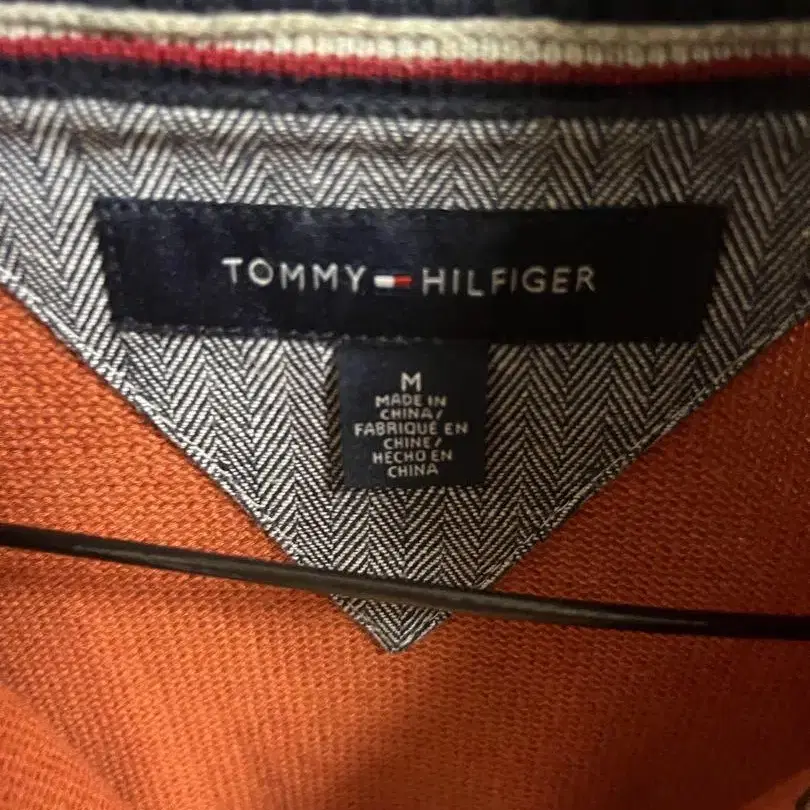 TOMMY HILFIGER
M
MADE IN
CHINA/
FABRIQUÉ EN
CHINE/
HECHO EN
CHINA